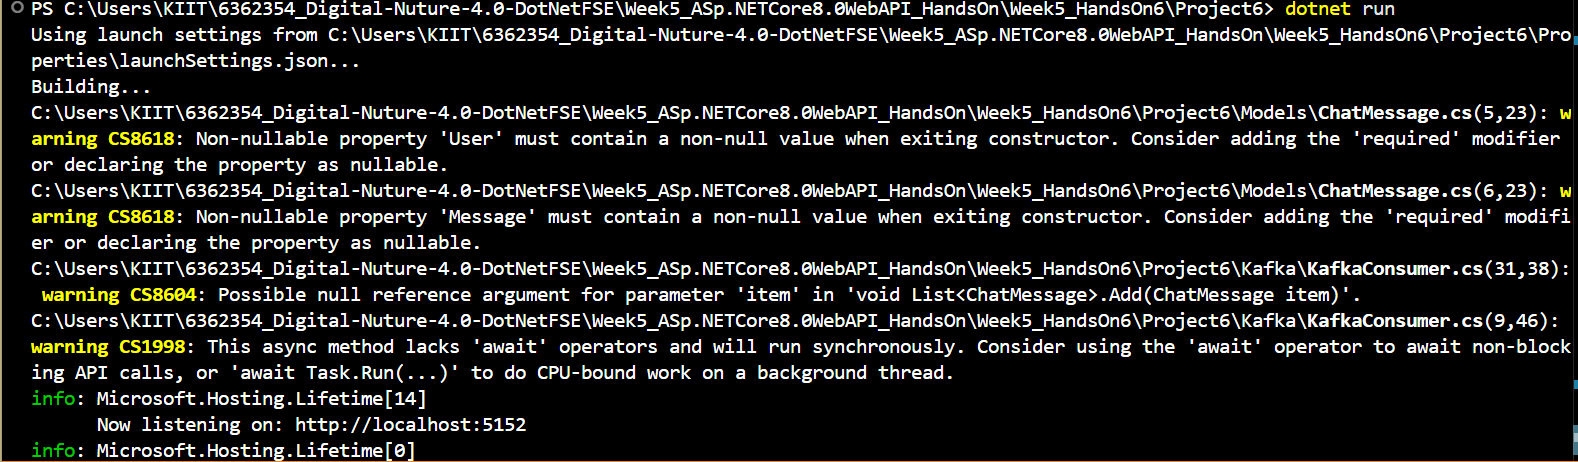 PS C:\Users\KIIT\6362354_Digital-Nuture-4.0-DotNetFSE\Week5_ASp.NETCore8.0WebAPI_HandsOn\Week5_HandsOn6\Project6> dotnet run
Using launch settings from C:\Users\KIIT\6362354_Digital-Nuture-4.0-DotNetFSE\Week5_ASp.NETCore8.0WebAPI_HandsOn\Week5_HandsOn6\Project6\Pro
perties\launchSettings.json...
Building...
C:\Users\KIIT\6362354_Digital-Nuture-4.0-DotNetFSE\Week5_ASp.NETCore8.0WebAPI_HandsOn\Week5_HandsOn6\Project6\Models\ChatMessage.cs(5,23): w
arning CS8618: Non-nullable property 'User' must contain a non-null value when exiting constructor. Consider adding the 'required' modifier
or declaring the property as nullable.
C:\Users\KIIT\6362354_Digital-Nuture-4.0-DotNetFSE\Week5_ASp.NETCore8.0WebAPI_HandsOn\Week5_HandsOn6\Project6\Models\ChatMessage.cs(6,23): w
arning CS8618: Non-nullable property 'Message' must contain a non-null value when exiting constructor. Consider adding the 'required' modifi
er or declaring the property as nullable.
C:\Users\KIIT\6362354_Digital-Nuture-4.0-DotNetFSE\Week5_ASp.NETCore8.0WebAPI_HandsOn\Week5_HandsOn6\Project6\Kafka\KafkaConsumer.cs(31,38):
 warning CS8604: Possible null reference argument for parameter 'item' in 'void List<ChatMessage>.Add(ChatMessage item)'.
C:\Users\KIIT\6362354_Digital-Nuture-4.0-DotNetFSE\Week5_ASp.NETCore8.0WebAPI_HandsOn\Week5_HandsOn6\Project6\Kafka\KafkaConsumer.cs(9,46):
warning CS1998: This async method lacks 'await' operators and will run synchronously. Consider using the 'await' operator to await non-block
ing API calls, or 'await Task.Run(...)' to do CPU-bound work on a background thread.
info: Microsoft.Hosting.Lifetime[14]
      Now listening on: http://localhost:5152
info: Microsoft.Hosting.Lifetime[0]